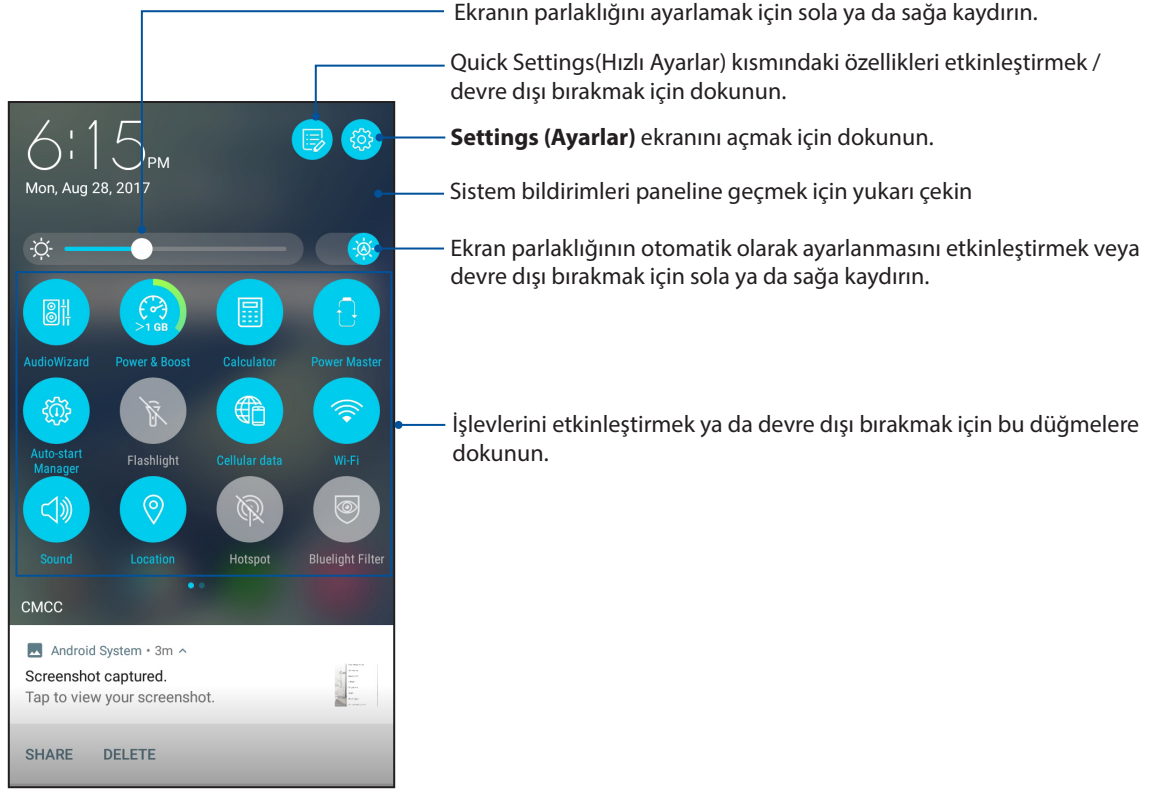 Ekranın parlaklığını ayarlamak için sola ya da sağa kaydırın.
Quick Settings(Hızlı Ayarlar) kısmındaki özellikleri etkinleştirmek /
devre dışı bırakmak için dokunun.
Settings (Ayarlar) ekranını açmak için dokunun.
Sistem bildirimleri paneline geçmek için yukarı çekin
Ekran parlaklığının otomatik olarak ayarlanmasını etkinleştirmek veya
devre dışı bırakmak için sola ya da sağa kaydırın.
İşlevlerini etkinleştirmek ya da devre dışı bırakmak için bu düğmelere
dokunun.
6:15 PM
Mon, Aug 28, 2017
A
>1 GB
AudioWizard Power & Boost Calculator Power Master
Auto-start
Manager
Flashlight Cellular data Wi-Fi
Sound Location Hotspot Bluelight Filter
CMCC
Android System • 3m
Screenshot captured.
Tap to view your screenshot.
SHARE DELETE